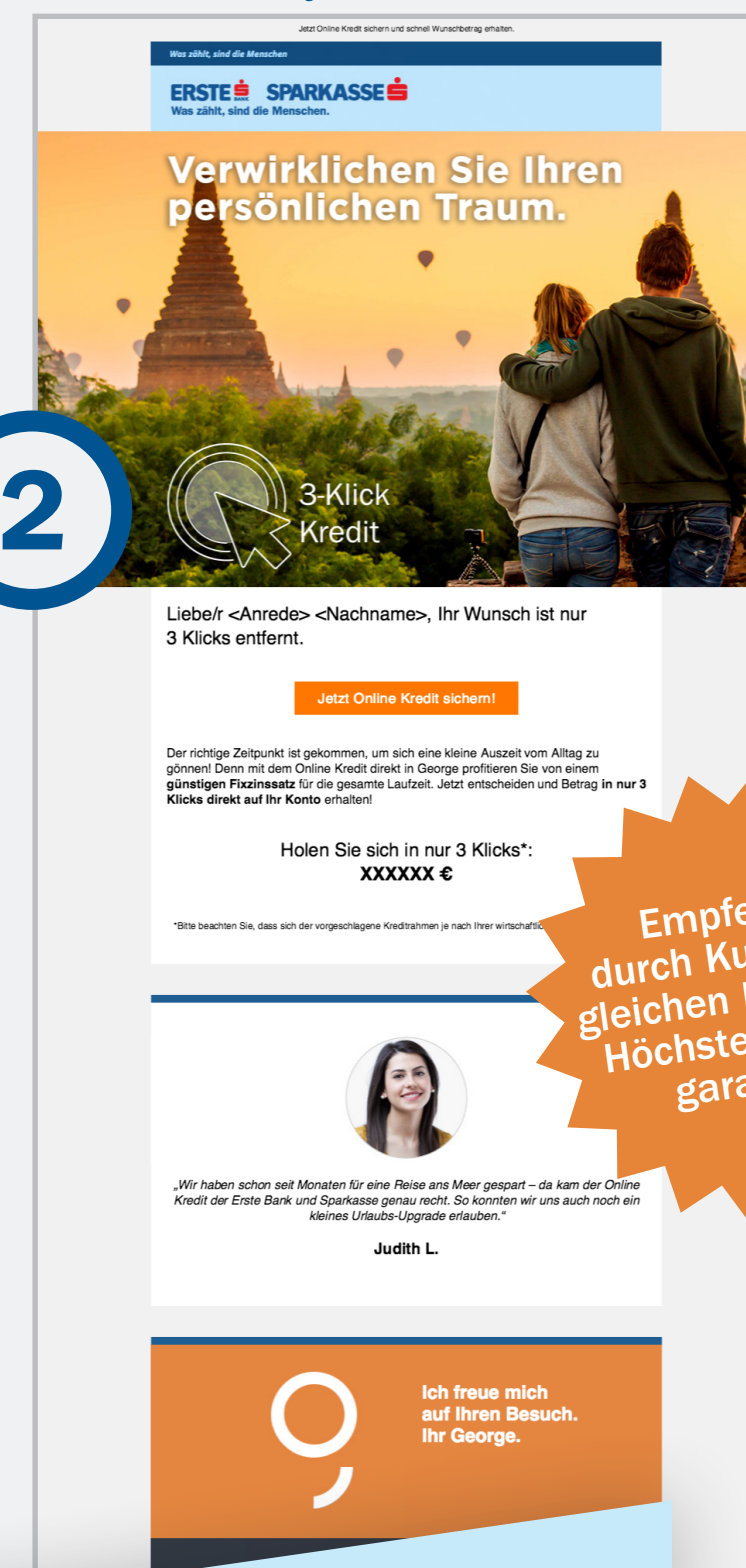 Jetzt Online Kredit sichern und schnell Wunschbetrag erhalten.
Was zählt, sind die Menschen
ERSTE BANK SPARKASSE
Was zählt, sind die Menschen.
Verwirklichen Sie Ihren
persönlichen Traum.
2
3-Klick
Kredit
Liebe/r <Anrede> <Nachname>, Ihr Wunsch ist nur
3 Klicks entfernt.
Jetzt Online Kredit sichern!
Der richtige Zeitpunkt ist gekommen, um sich eine kleine Auszeit vom Alltag zu
gönnen! Denn mit dem Online Kredit direkt in George profitieren Sie von einem
günstigen Fixzinssatz für die gesamte Laufzeit. Jetzt entscheiden und Betrag in nur 3
Klicks direkt auf Ihr Konto erhalten!
Holen Sie sich in nur 3 Klicks*:
XXXXXX €
*Bitte beachten Sie, dass sich der vorgeschlagene Kreditrahmen je nach Ihrer
durch
gleichen
„Wir haben schon seit Monaten für eine Reise ans Meer gespart – da kam der Online
Kredit der Erste Bank und Sparkasse genau recht. So konnten wir uns auch noch ein
kleines Urlaubs-Upgrade erlauben.“
Judith L.
Ich freue mich
auf Ihren Besuch.
Ihr George.